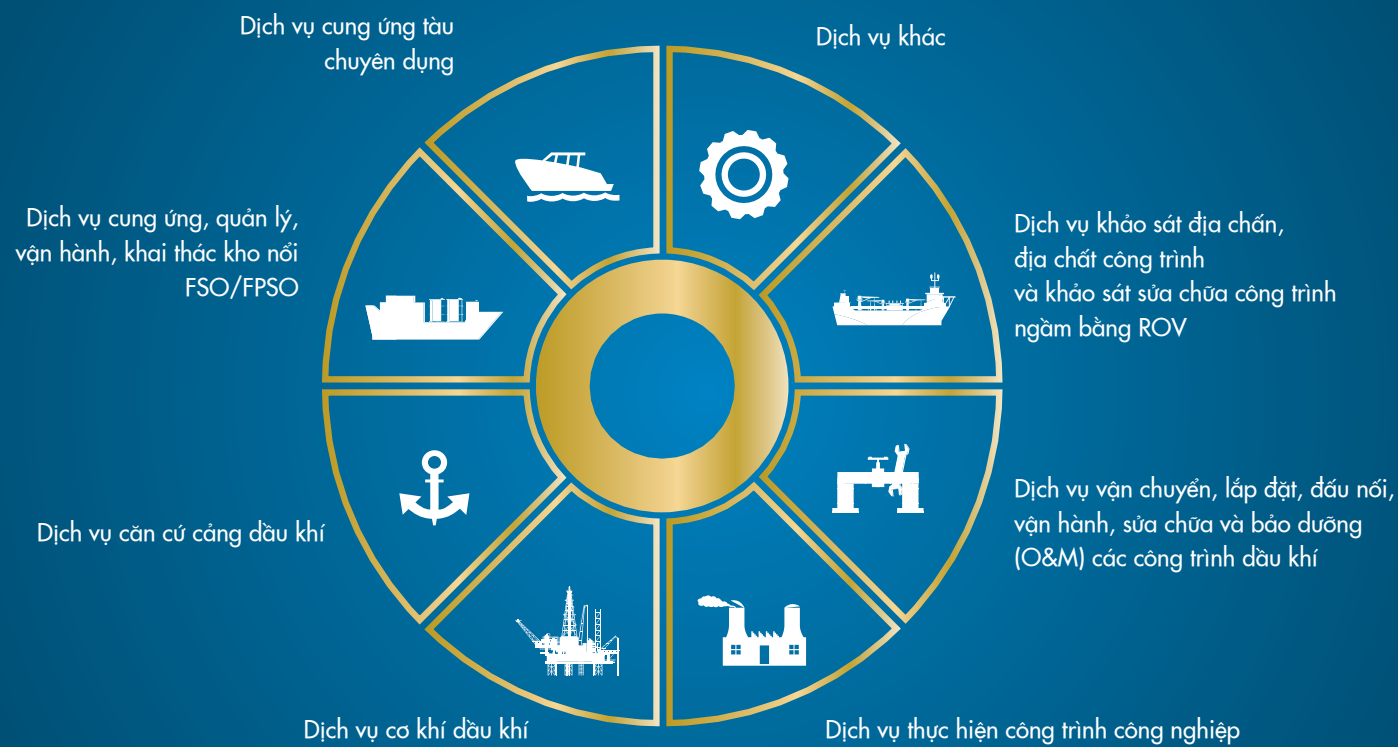 Dịch vụ cung ứng tàu
chuyên dụng
Dịch vụ khác
Dịch vụ cung ứng, quản lý,
vận hành, khai thác kho nổi
FSO/FPSO
Dịch vụ khảo sát địa chấn,
địa chất công trình
và khảo sát sửa chữa công trình
ngầm bằng ROV
Dịch vụ căn cứ cảng dầu khí
Dịch vụ vận chuyển, lắp đặt, đấu nối,
vận hành, sửa chữa và bảo dưỡng
(O&M) các công trình dầu khí
Dịch vụ cơ khí dầu khí
Dịch vụ thực hiện công trình công nghiệp